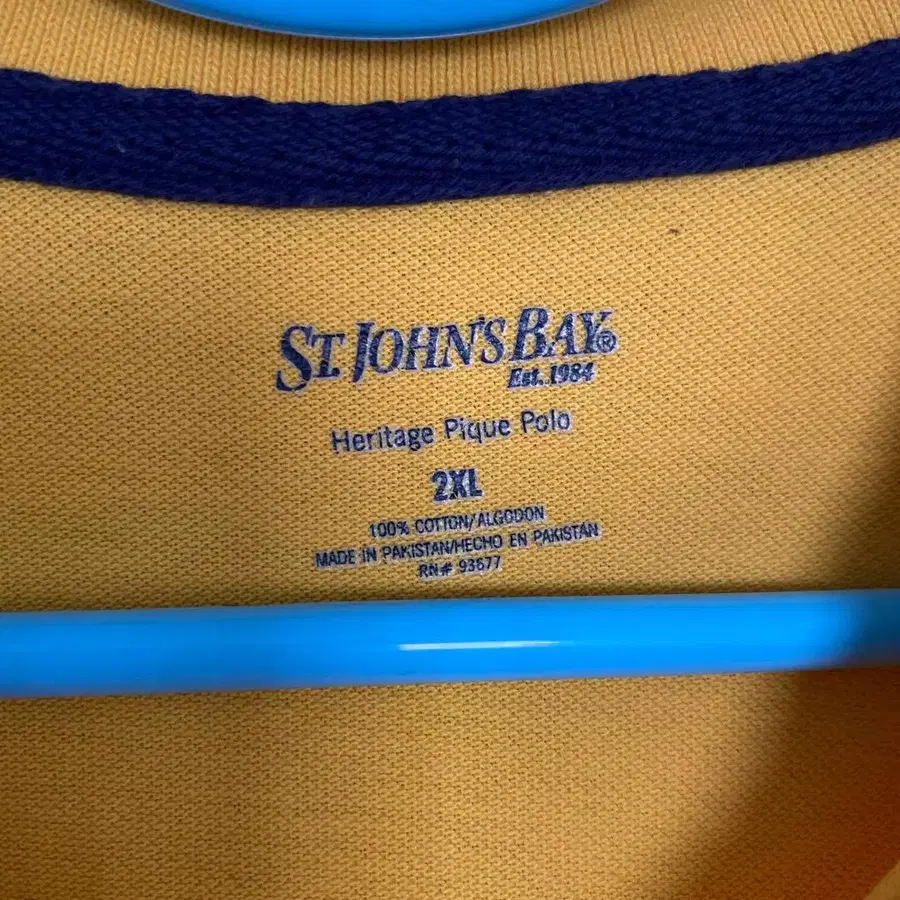 ST. JOHN'S BAY®
Est. 1984
Heritage Pique Polo
2XL
100% COTTON/ALGODON
MADE IN PAKISTAN/HECHO EN PAKISTAN
RN# 93677